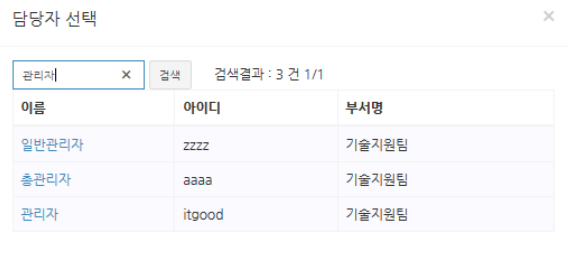 담당자 선택 ×
관리자 × 검색 검색결과 : 3 건 1/1
이름 아이디 부서명
일반관리자 zzzz 기술지원팀
총관리자 aaaa 기술지원팀
관리자 itgood 기술지원팀